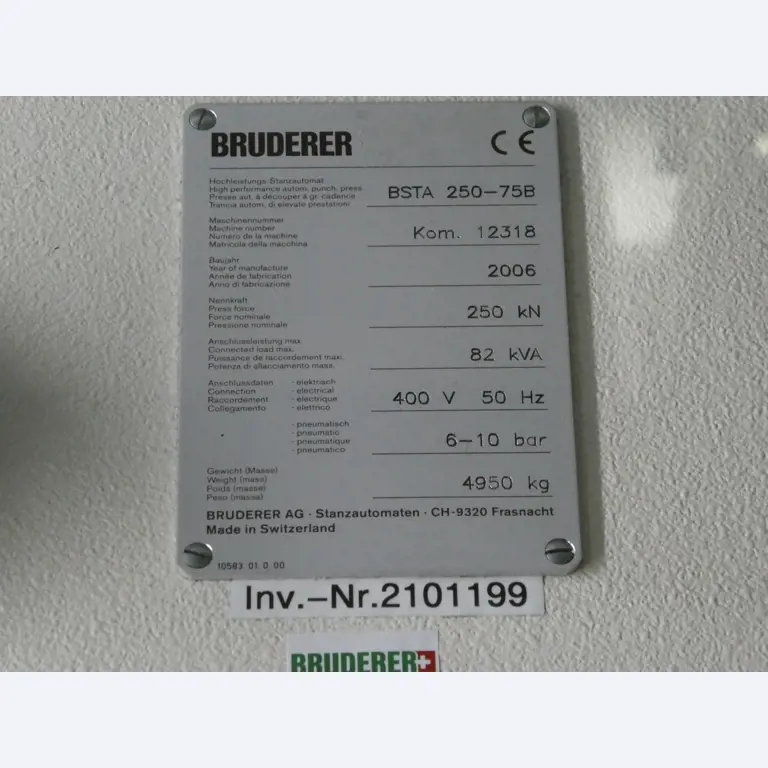 BRUDERER CE
Hochleistungs-Stanzautomat
High performance autom. punch. press.
Presse aut. à découper à gr. cadence
Trancia autom. di elevate prestazioni
BSTA 250-75B
Maschinennummer
Machine number
Numéro de la machine
Matricola della macchina
Kom. 12318
Baujahr
Year of manufacture
Année de fabrication
Anno di fabricazione
2006
Nennkraft
Press force
Force nominale
Pressione nominale
250 kN
Anschlussleistung max.
Connected load max.
Puissance de raccordement maxi.
Potenza di allacciamento mass.
82 kVA
Anschlussdaten - elektrisch
Connection - electrical
Raccordement - électrique
Collegamento - elettrico
400 V 50 Hz
- pneumatisch
- pneumatic
- pneumatique
- pneumatico
6-10 bar
Gewicht (Masse)
Weight (mass)
Poids (masse)
Peso (massa)
4950 kg
BRUDERER AG · Stanzautomaten · CH-9320 Frasnacht
Made in Switzerland
10583 01 0 00
Inv.-Nr.2101199
BRUDERER